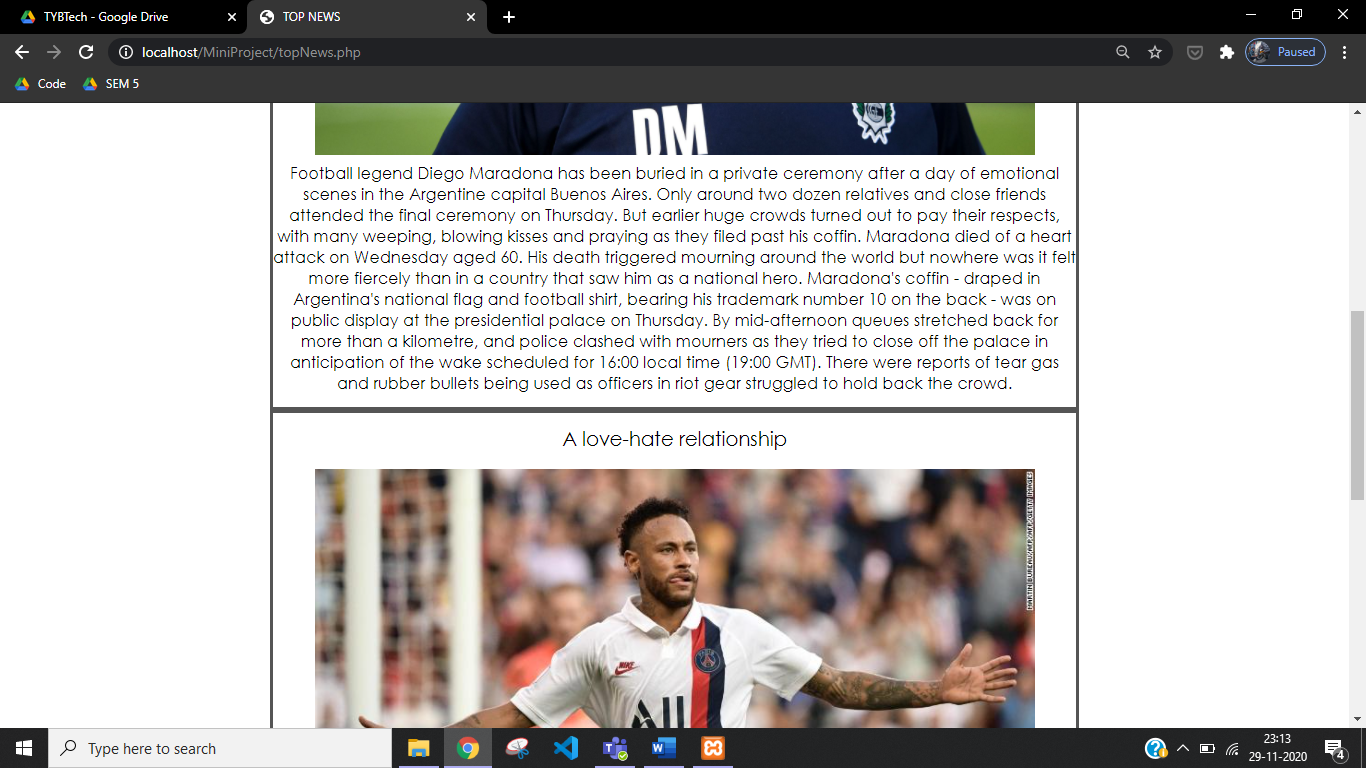 TYBTech - Google Drive
TOP NEWS
localhost/MiniProject/topNews.php
Paused
Code
SEM 5
DM
Football legend Diego Maradona has been buried in a private ceremony after a day of emotional
scenes in the Argentine capital Buenos Aires. Only around two dozen relatives and close friends
attended the final ceremony on Thursday. But earlier huge crowds turned out to pay their respects,
with many weeping, blowing kisses and praying as they filed past his coffin. Maradona died of a heart
attack on Wednesday aged 60. His death triggered mourning around the world but nowhere was it felt
more fiercely than in a country that saw him as a national hero. Maradona's coffin - draped in
Argentina's national flag and football shirt, bearing his trademark number 10 on the back - was on
public display at the presidential palace on Thursday. By mid-afternoon queues stretched back for
more than a kilometre, and police clashed with mourners as they tried to close off the palace in
anticipation of the wake scheduled for 16:00 local time (19:00 GMT). There were reports of tear gas
and rubber bullets being used as officers in riot gear struggled to hold back the crowd.
A love-hate relationship
MARTIN BUREAU/AFP/AFP/GETTY IMAGES
NIKE
PARIS
Type here to search
23:13
29-11-2020
4